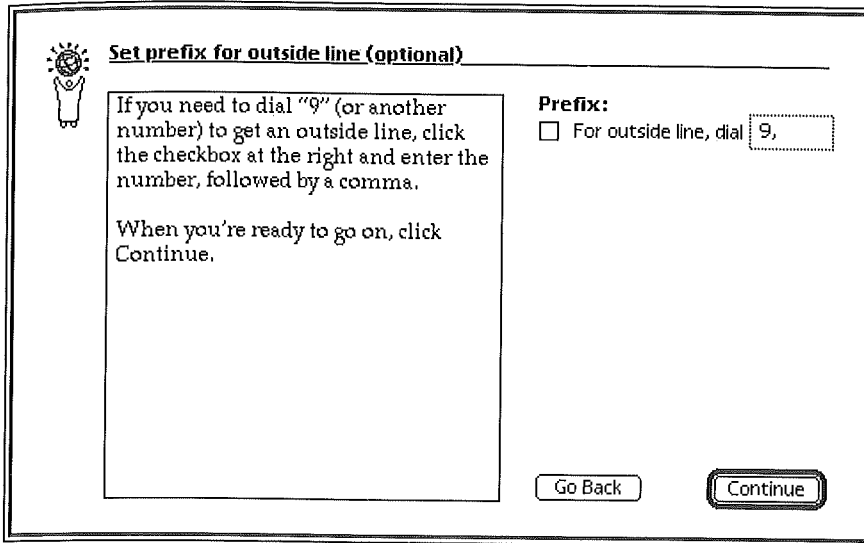 Set prefix for outside line (optional)
If you need to dial “9” (or another
number) to get an outside line, click
the checkbox at the right and enter the
number, followed by a comma.
When you’re ready to go on, click
Continue.
Prefix:
For outside line, dial 9,
Go Back
Continue